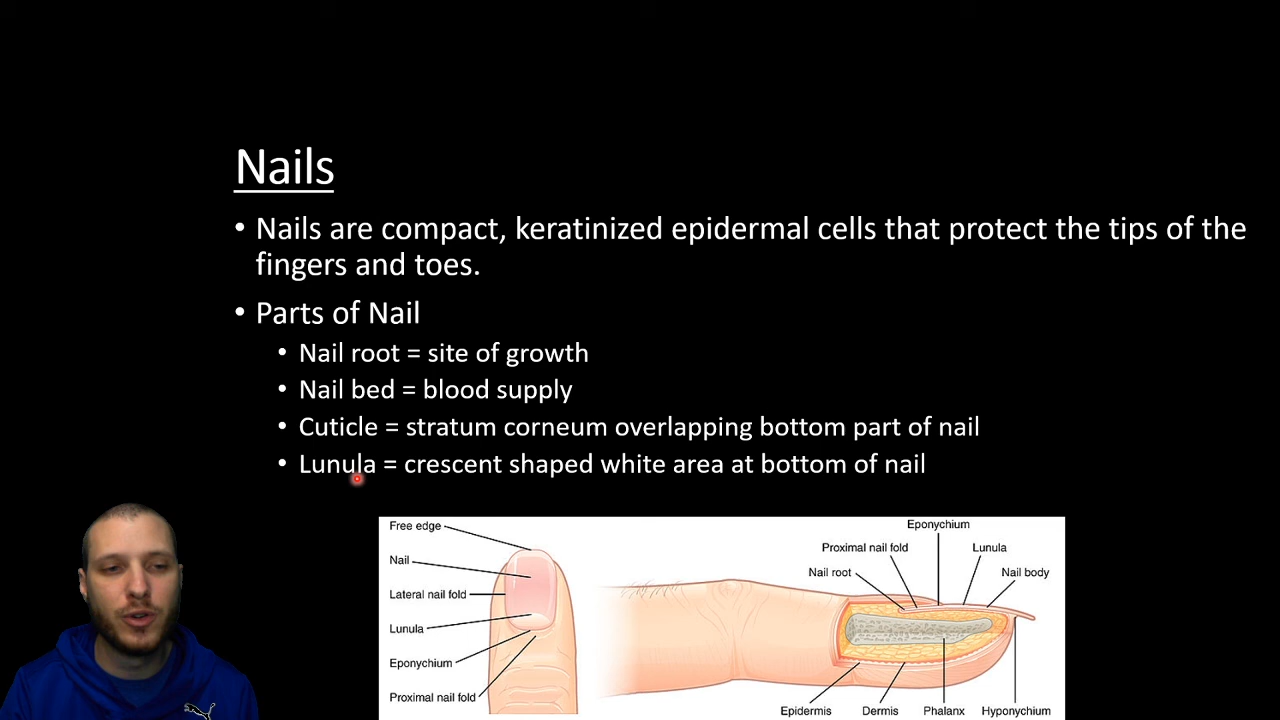 Nails
• Nails are compact, keratinized epidermal cells that protect the tips of the
fingers and toes.
• Parts of Nail
• Nail root = site of growth
• Nail bed = blood supply
• Cuticle = stratum corneum overlapping bottom part of nail
• Lunula = crescent shaped white area at bottom of nail
Free edge
Nail
Lateral nail fold
Lunula
Eponychium
Proximal nail fold
Eponychium
Proximal nail fold
Lunula
Nail root
Nail body
Epidermis
Dermis
Phalanx
Hyponychium